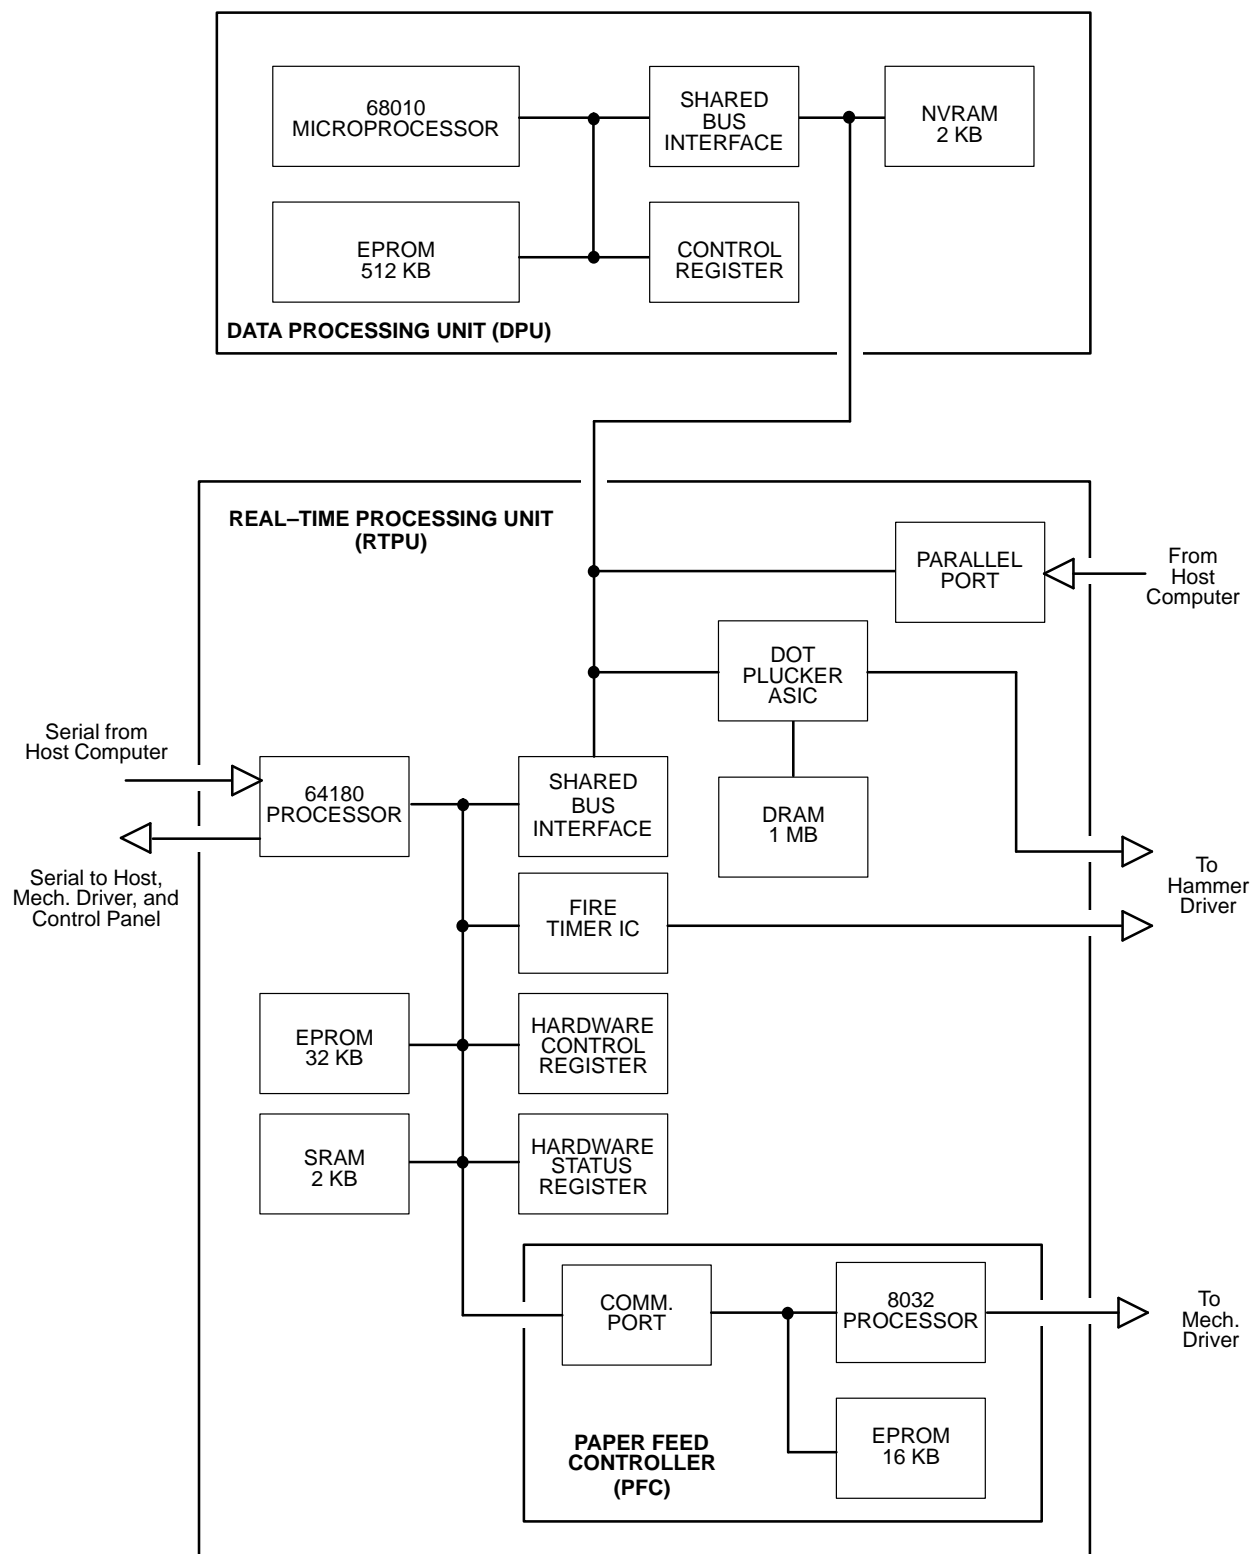 68010
MICROPROCESSOR
SHARED
BUS
INTERFACE
NVRAM
2 KB
EPROM
512 KB
CONTROL
REGISTER
DATA PROCESSING UNIT (DPU)
REAL–TIME PROCESSING UNIT
(RTPU)
PARALLEL
PORT
From
Host
Computer
DOT
PLUCKER
ASIC
Serial from
Host Computer
64180
PROCESSOR
SHARED
BUS
INTERFACE
DRAM
1 MB
Serial to Host,
Mech. Driver, and
Control Panel
To
Hammer
Driver
FIRE
TIMER IC
EPROM
32 KB
HARDWARE
CONTROL
REGISTER
SRAM
2 KB
HARDWARE
STATUS
REGISTER
COMM.
PORT
8032
PROCESSOR
To
Mech.
Driver
EPROM
16 KB
PAPER FEED
CONTROLLER
(PFC)